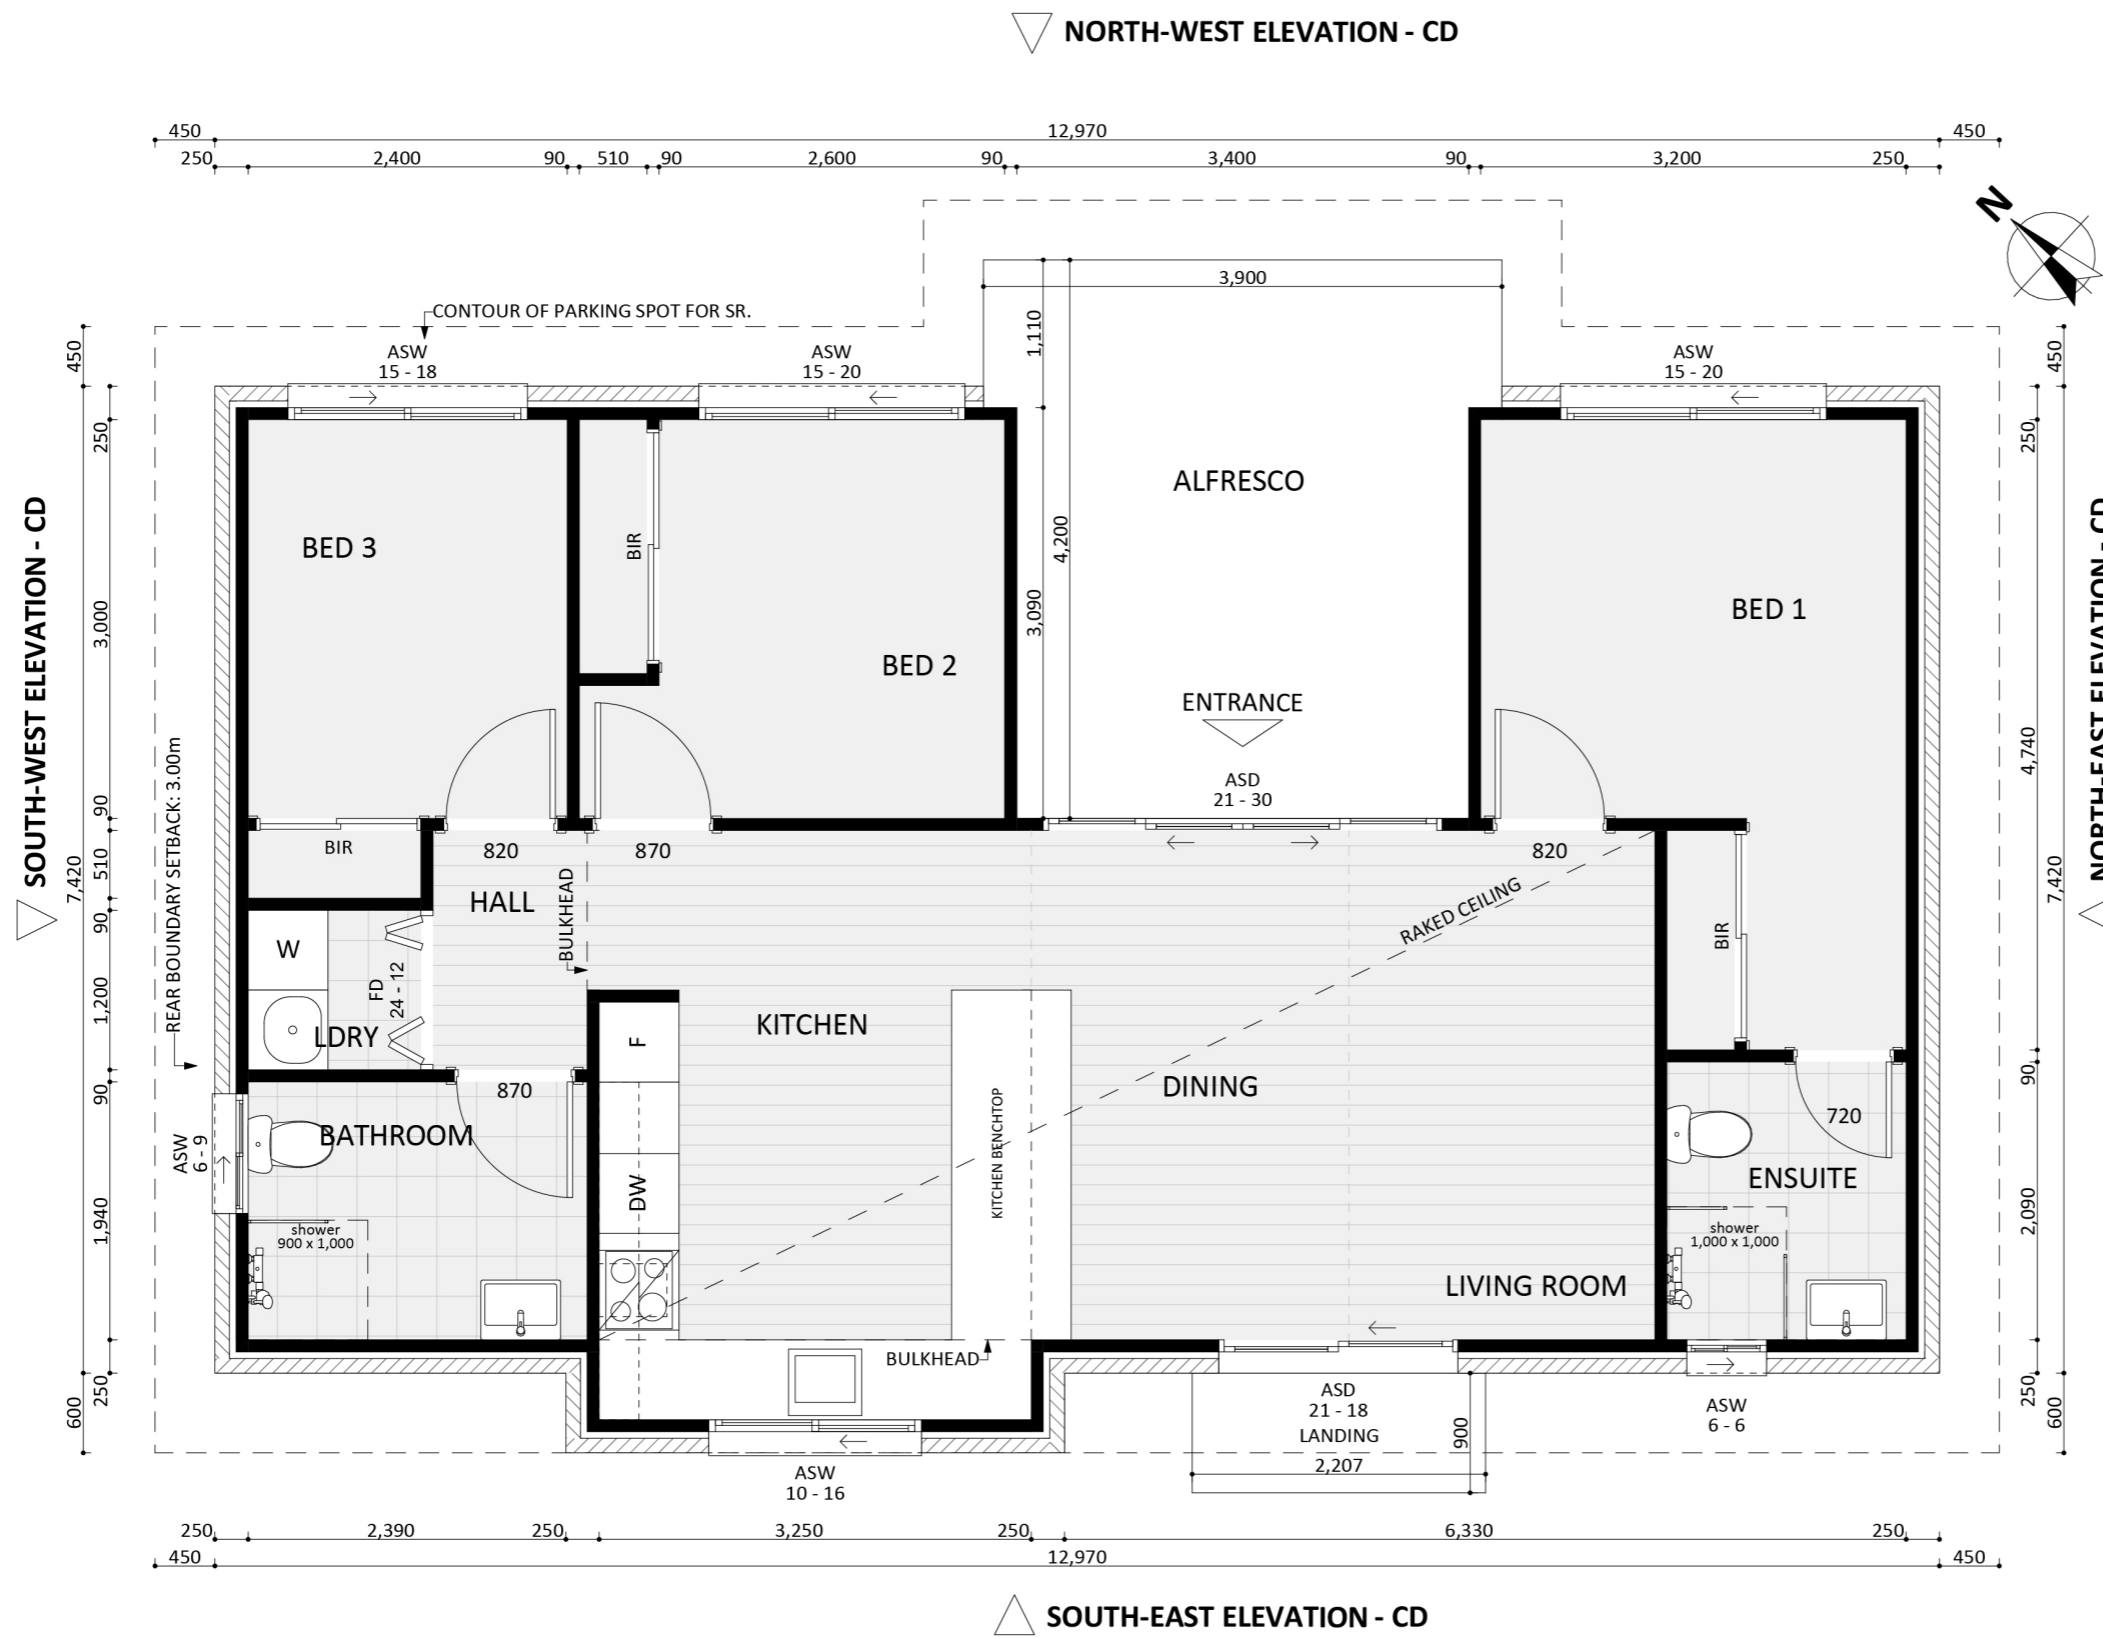 NORTH-WEST ELEVATION - CD
450
12,970
450
250
2,400
90
510
90
2,600
90
3,400
90
3,200
250
N
3,900
CONTOUR OF PARKING SPOT FOR SR.
1,110
450
ASW
15 - 18
ASW
15 - 20
ASW
15 - 20
450
250
250
ALFRESCO
SOUTH-WEST ELEVATION - CD
BED 3
BIR
4,200
3,090
BED 1
3,000
BED 2
ENTRANCE
ASD
21 - 30
4,740
REAR BOUNDARY SETBACK: 3.00m
90
BIR
820
870
820
510
7,420
7,420
HALL
BULKHEAD
RAKED CEILING
90
BIR
W
FD
24 - 12
1,200
LDRY
F
KITCHEN
DINING
KITCHEN BENCHTOP
90
870
90
720
BATHROOM
ASW
6 - 9
DW
ENSUITE
1,940
2,090
shower
900 x 1,000
shower
1,000 x 1,000
LIVING ROOM
BULKHEAD
250
600
ASD
21 - 18
LANDING
900
2,207
ASW
6 - 6
250
600
ASW
10 - 16
250
2,390
250
3,250
250
6,330
250
450
12,970
450
SOUTH-EAST ELEVATION - CD